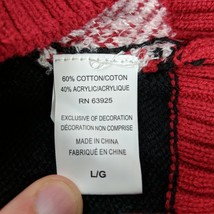 60% COTTON/COTON
40% ACRYLIC/ACRYLIQUE
RN 63925
EXCLUSIVE OF DECORATION
DÉCORATION NON COMPRISE
MADE IN CHINA
FABRIQUÉ EN CHINE
L/G